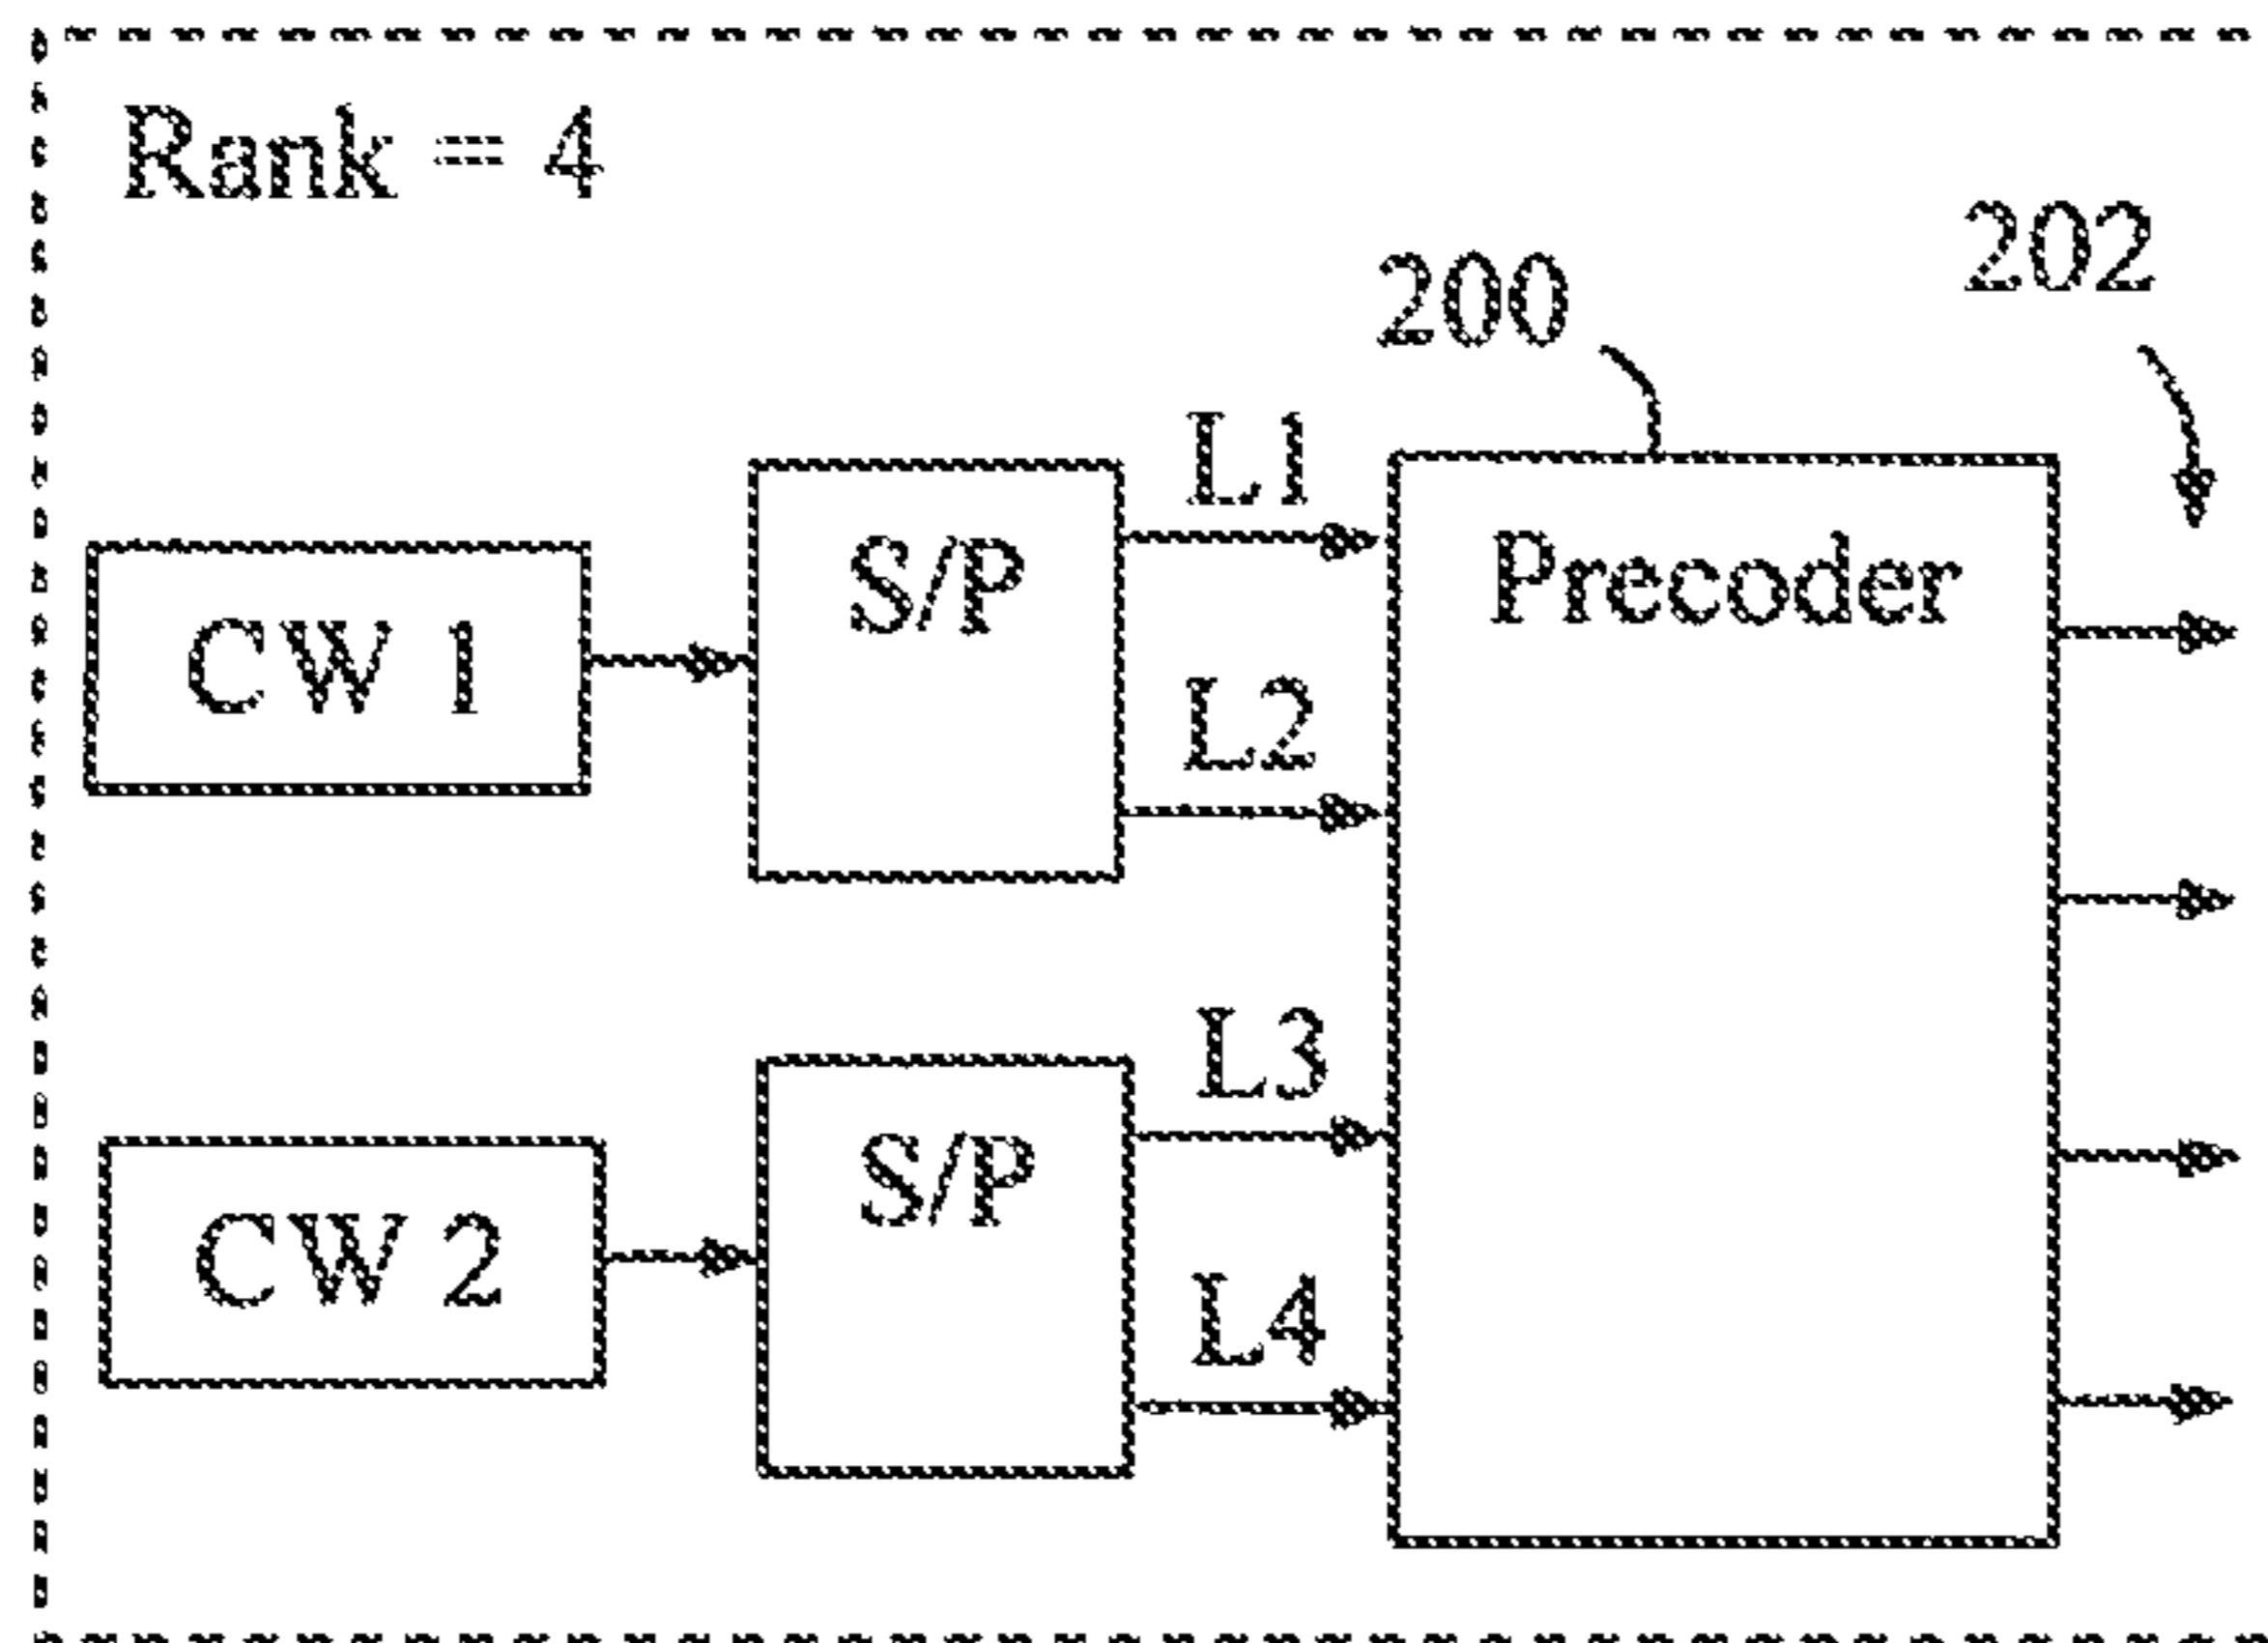 Rank = 4
200
202
L1
S/P
Precoder
CW 1
L2
L3
S/P
CW 2
L4